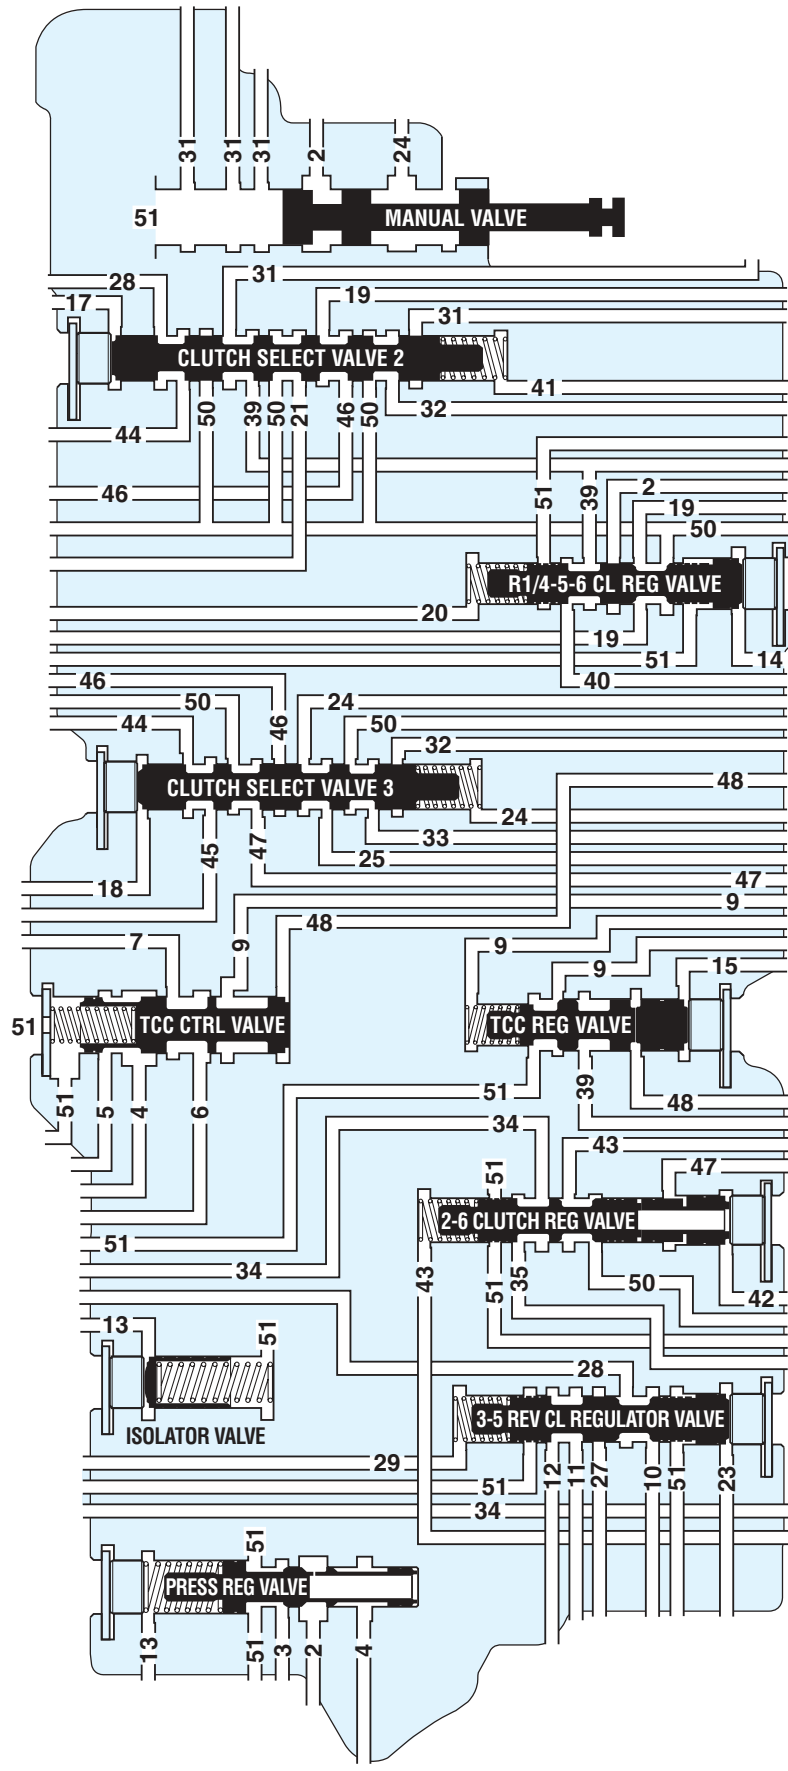 31 31 31 2 24
51 MANUAL VALVE
28 31
17 19
31
CLUTCH SELECT VALVE 2
41
50 39 50 21 46 50 32
44
46 51 39 2
19
50
R1/4-5-6 CL REG VALVE
20
19
51 14
46 40
50 46 24
44 50
32
CLUTCH SELECT VALVE 3 48
24
45 47 33
25
18 47
9
48
7 9 9
9 15
51 TCC CTRL VALVE TCC REG VALVE
51 5 4 6 51 39 48
34 43
51 47
2-6 CLUTCH REG VALVE
51
34 43 51 35 50
42
13 51
28
3-5 REV CL REGULATOR VALVE
ISOLATOR VALVE
29
51 12 11 27 10 51 23
34
51
PRESS REG VALVE
13 51 3 2 4